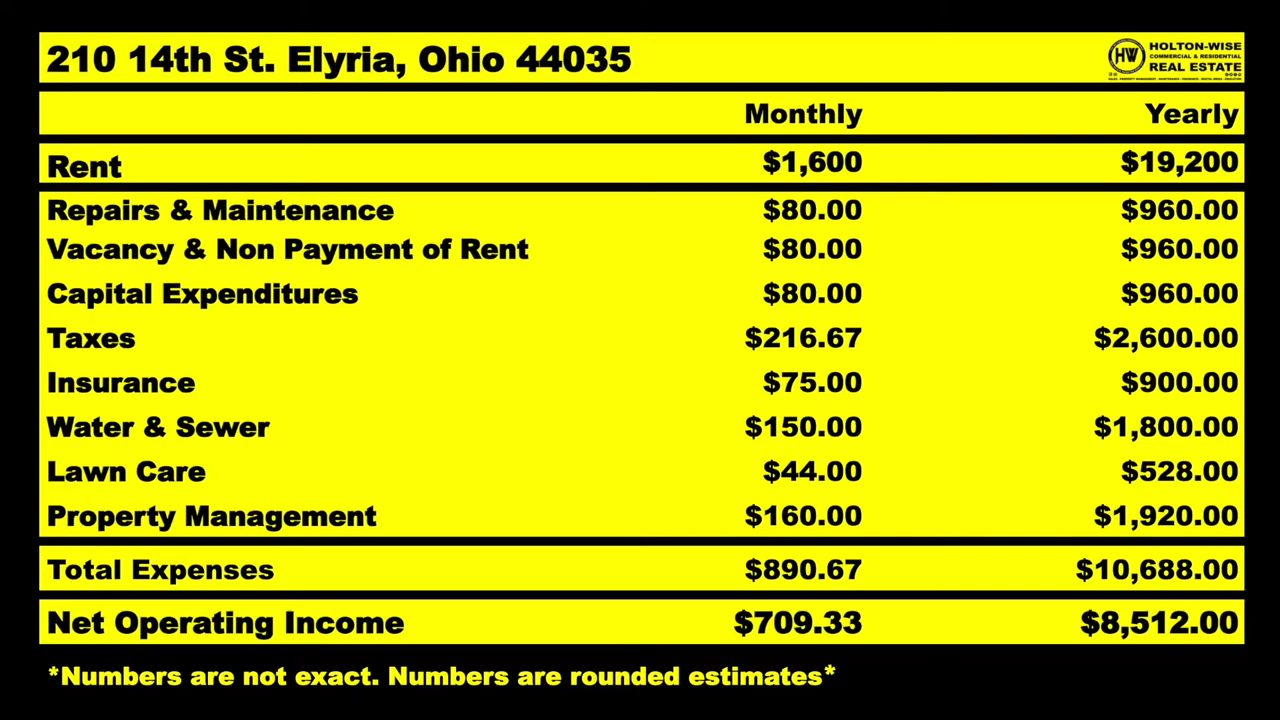 210 14th St. Elyria, Ohio 44035
HOLTON-WISE
COMMERCIAL & RESIDENTIAL
REAL ESTATE
HW
Monthly Yearly
Rent $1,600 $19,200
Repairs & Maintenance $80.00 $960.00
Vacancy & Non Payment of Rent $80.00 $960.00
Capital Expenditures $80.00 $960.00
Taxes $216.67 $2,600.00
Insurance $75.00 $900.00
Water & Sewer $150.00 $1,800.00
Lawn Care $44.00 $528.00
Property Management $160.00 $1,920.00
Total Expenses $890.67 $10,688.00
Net Operating Income $709.33 $8,512.00
*Numbers are not exact. Numbers are rounded estimates*